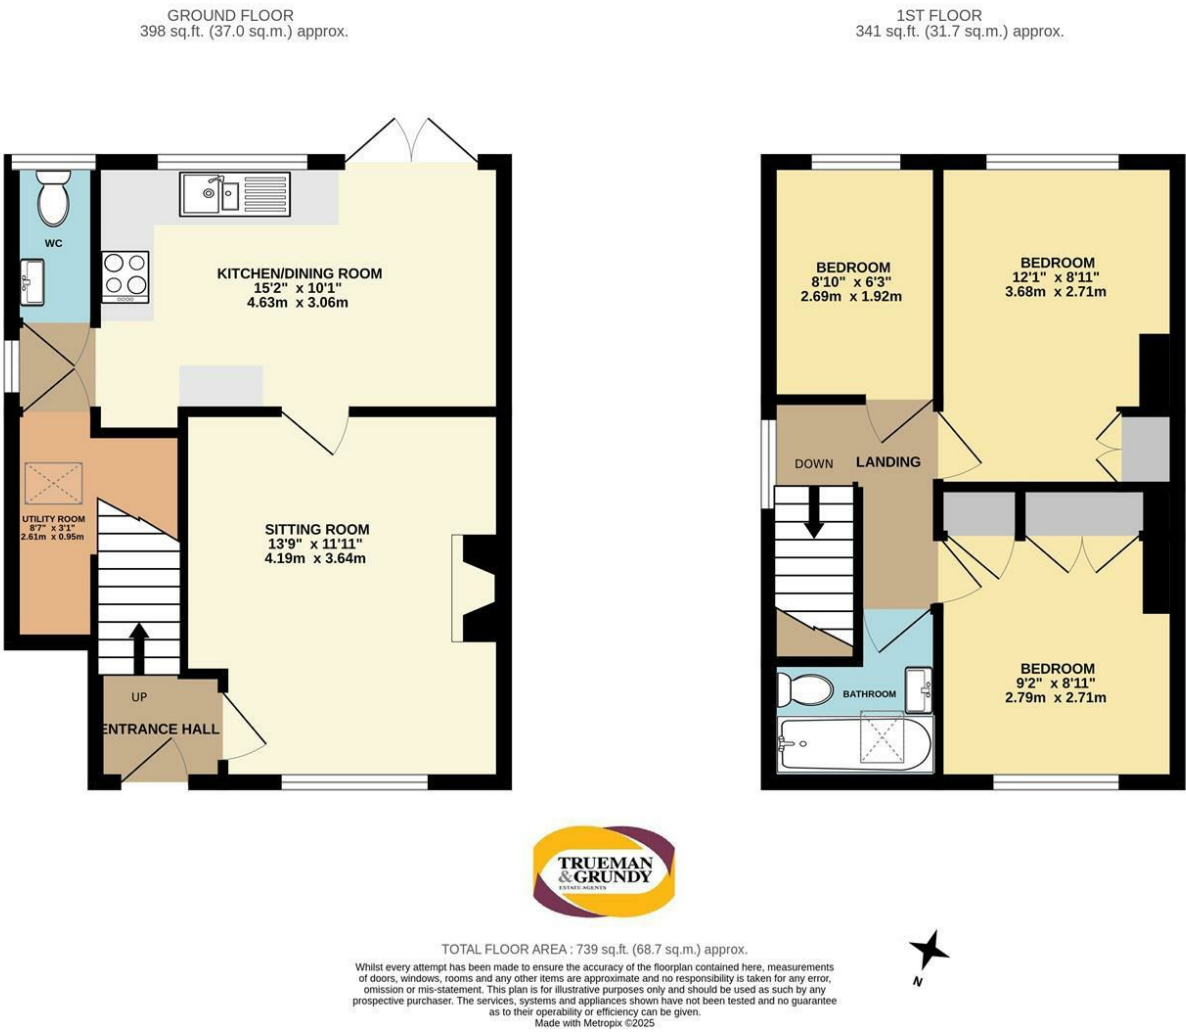 GROUND FLOOR
398 sq.ft. (37.0 sq.m.) approx.
1ST FLOOR
341 sq.ft. (31.7 sq.m.) approx.
WC
KITCHEN/DINING ROOM
15'2" x 10'1"
4.63m x 3.06m
UTILITY ROOM
8'7" x 3'1"
2.61m x 0.95m
SITTING ROOM
13'9" x 11'11"
4.19m x 3.64m
UP
ENTRANCE HALL
BEDROOM
8'10" x 6'3"
2.69m x 1.92m
BEDROOM
12'1" x 8'11"
3.68m x 2.71m
DOWN
LANDING
BATHROOM
BEDROOM
9'2" x 8'11"
2.79m x 2.71m
TRUEMAN
&GRUNDY
ESTATE AGENTS
TOTAL FLOOR AREA : 739 sq.ft. (68.7 sq.m.) approx.
Whilst every attempt has been made to ensure the accuracy of the floorplan contained here, measurements
of doors, windows, rooms and any other items are approximate and no responsibility is taken for any error,
omission or mis-statement. This plan is for illustrative purposes only and should be used as such by any
prospective purchaser. The services, systems and appliances shown have not been tested and no guarantee
as to their operability or efficiency can be given.
Made with Metropix ©2025
N